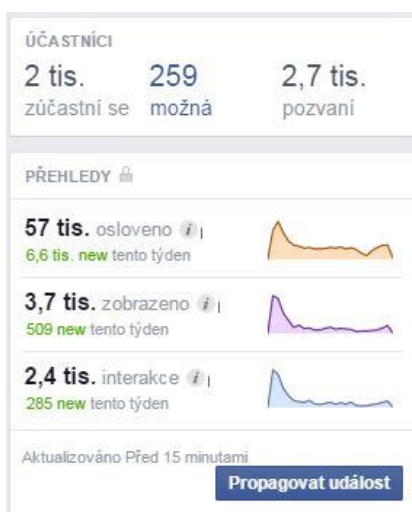 ÚČASTNÍCI
2 tis. 259 2,7 tis.
zúčastní se možná pozvaní
PŘEHLEDY
57 tis. osloveno i
6,6 tis. new tento týden
3,7 tis. zobrazeno i
509 new tento týden
2,4 tis. interakce i
285 new tento týden
Aktualizováno Před 15 minutami
Propagovat událost